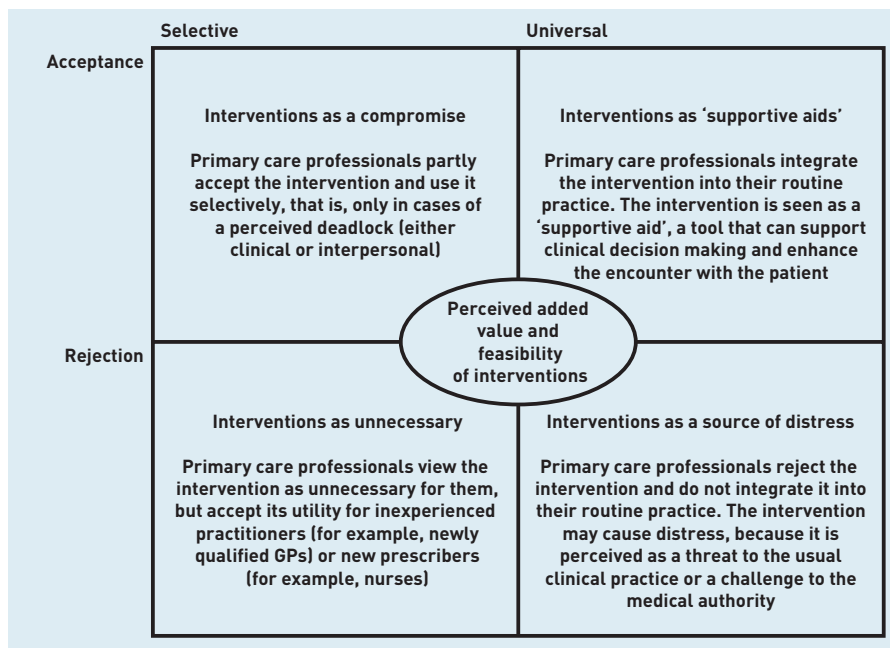 Selective
Universal
Acceptance
Interventions as a compromise
Primary care professionals partly
accept the intervention and use it
selectively, that is, only in cases of
a perceived deadlock (either
clinical or interpersonal)
Interventions as ‘supportive aids’
Primary care professionals integrate
the intervention into their routine
practice. The intervention is seen as a
‘supportive aid’, a tool that can support
clinical decision making and enhance
the encounter with the patient
Perceived added
value and
feasibility
of interventions
Rejection
Interventions as unnecessary
Primary care professionals view the
intervention as unnecessary for them,
but accept its utility for inexperienced
practitioners (for example, newly
qualified GPs) or new prescribers
(for example, nurses)
Interventions as a source of distress
Primary care professionals reject the
intervention and do not integrate it into
their routine practice. The intervention
may cause distress, because it is
perceived as a threat to the usual
clinical practice or a challenge to the
medical authority